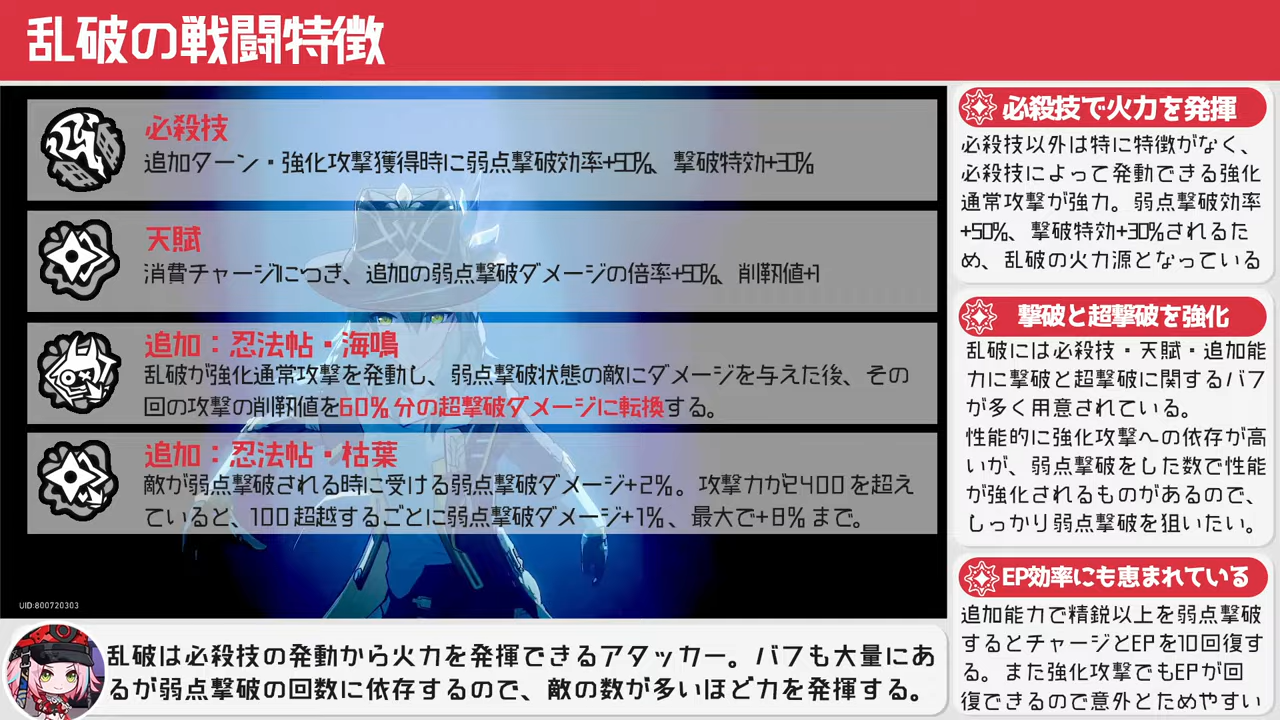 乱破の戦闘特徴
必殺技
追加ターン・強化攻撃獲得時に弱点撃破効率+50%、撃破特効+30%
天賦
消費チャージ1につき、追加の弱点撃破ダメージの倍率+50%、削靭値+1
追加：忍法帖・海鳴
乱破が強化通常攻撃を発動し、弱点撃破状態の敵にダメージを与えた後、その
回の攻撃の削靭値を60%分の超撃破ダメージに転換する。
追加：忍法帖・枯葉
敵が弱点撃破される時に受ける弱点撃破ダメージ+2%。攻撃力が2400を超え
ていると、100超越するごとに弱点撃破ダメージ+1%、最大で+8%まで。
UID:800720303
乱破は必殺技の発動から火力を発揮できるアタッカー。バフも大量にあ
るが弱点撃破の回数に依存するので、敵の数が多いほど力を発揮する。
必殺技で火力を発揮
必殺技以外は特に特徴がなく、
必殺技によって発動できる強化
通常攻撃が強力。弱点撃破効率
+50%、撃破特効+30%されるた
め、乱破の火力源となっている
撃破と超撃破を強化
乱破には必殺技・天賦・追加能
力に撃破と超撃破に関するバフ
が多く用意されている。
性能的に強化攻撃への依存が高
いが、弱点撃破をした数で性能
が強化されるものがあるので、
しっかり弱点撃破を狙いたい。
EP効率にも恵まれている
追加能力で精鋭以上を弱点撃破
するとチャージとEPを10回復す
る。また強化攻撃でもEPが回
復できるので意外とためやすい